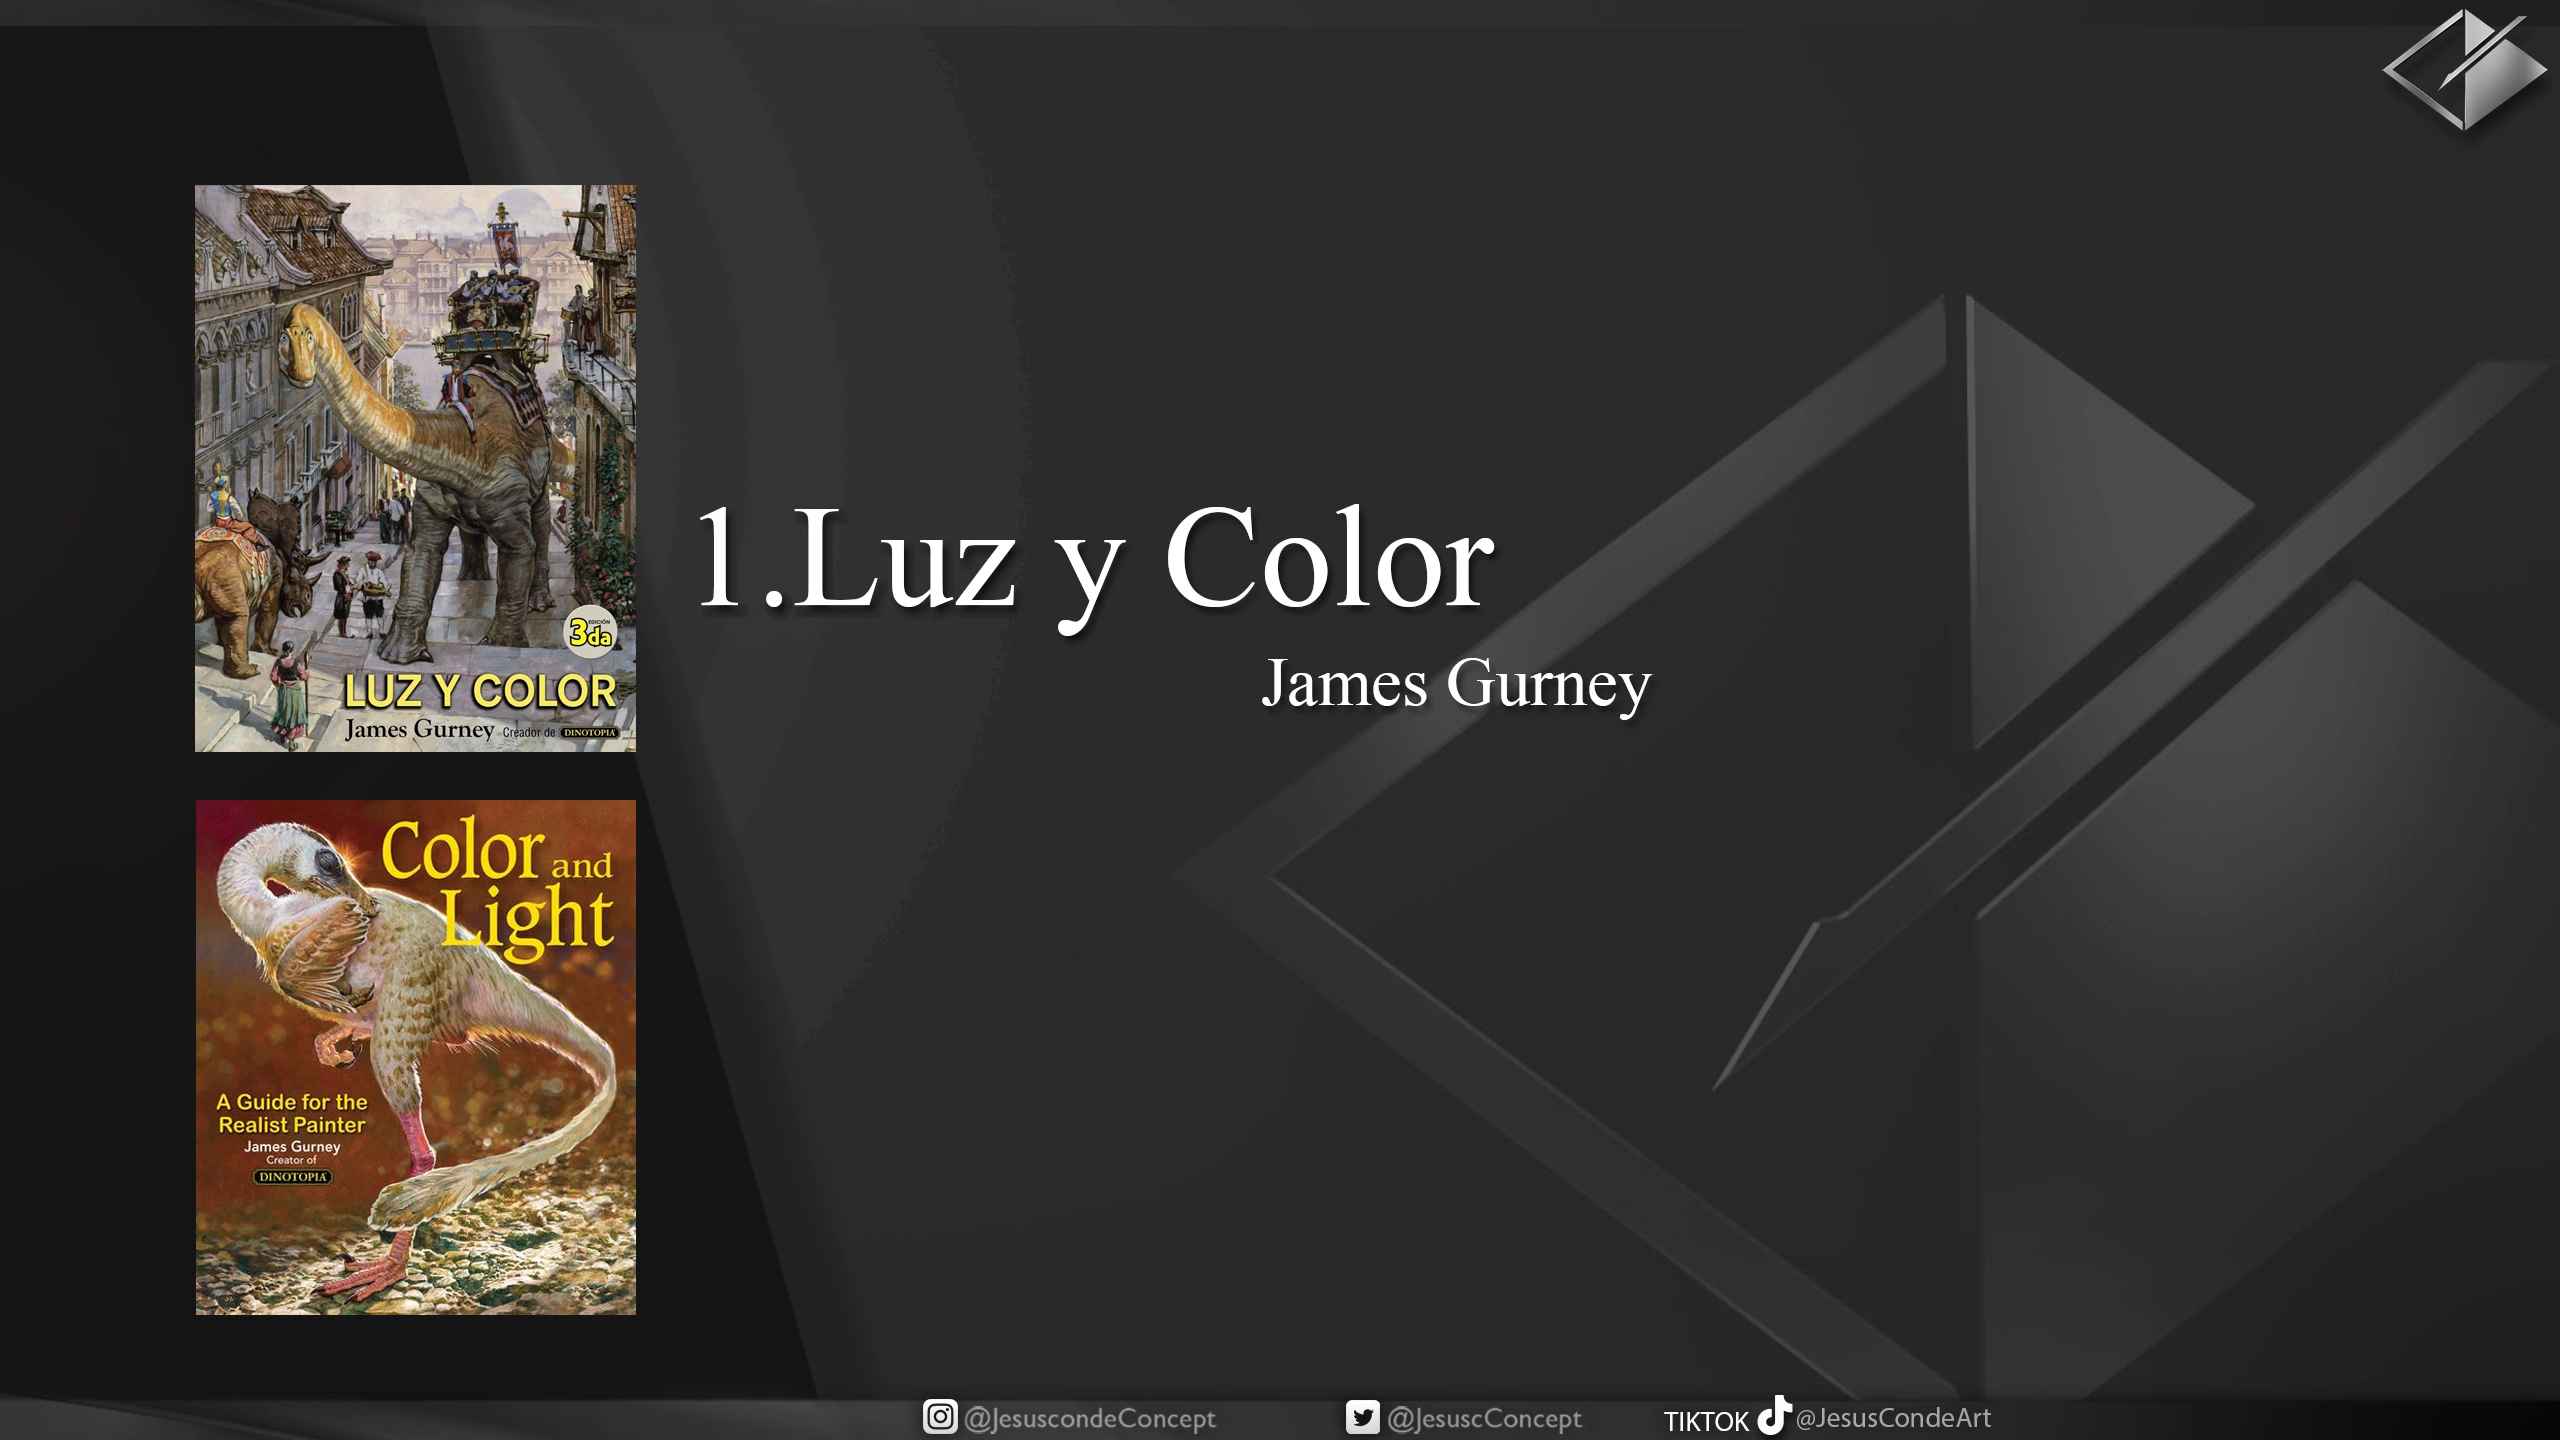 3da
EDICIÓN
LUZ Y COLOR
James Gurney Creador de DINOTOPIA
1.Luz y Color
James Gurney
Color and
Light
A Guide for the
Realist Painter
James Gurney
Creator of
DINOTOPIA
@JesuscondeConcept
@JesuscConcept
TIKTOK @JesusCondeArt